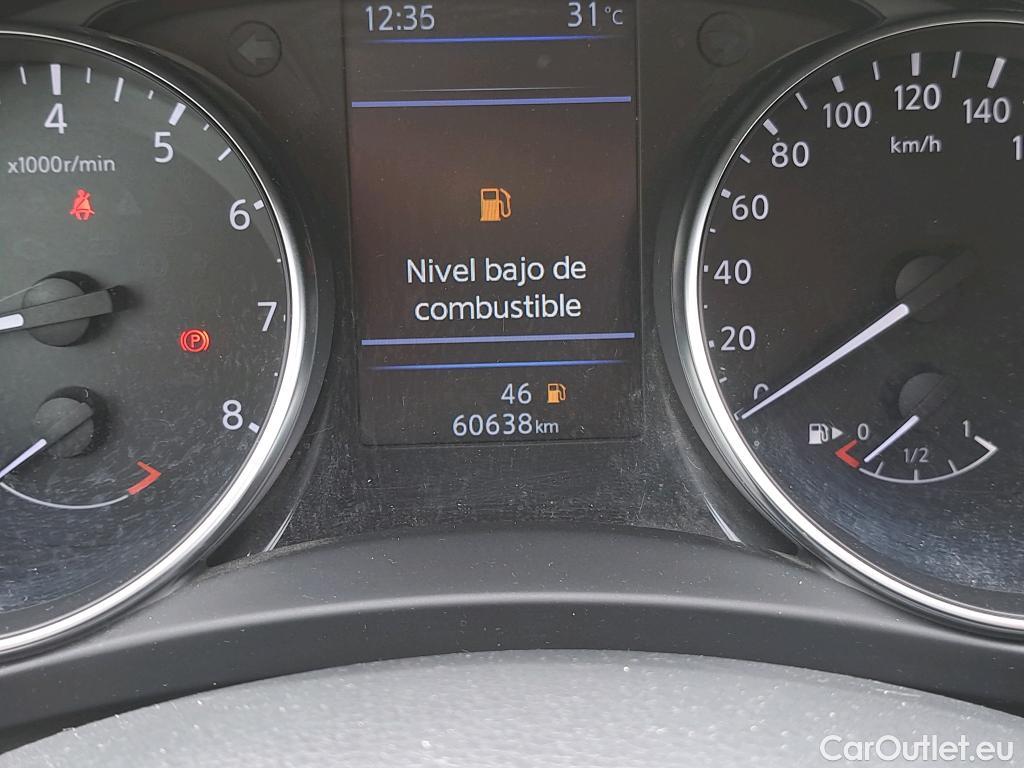 12:35 31°C
4
5
x1000r/min
6
7
P
8
Nivel bajo de
combustible
46
60638km
0 20 40 60 80 100 120 140
km/h
0 1/2 1
CarOutlet.eu